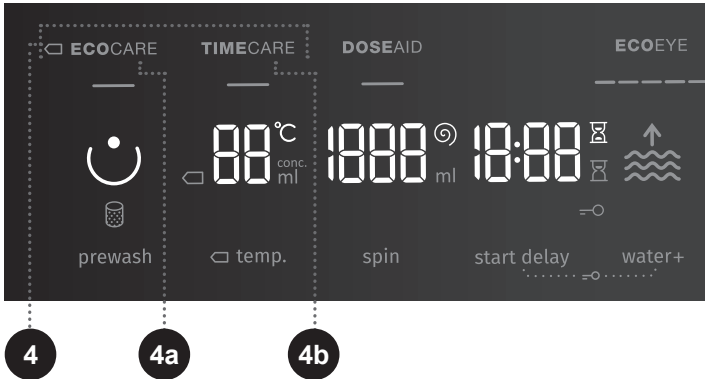 ECOCARE TIMECARE DOSEAID ECOEYE
88 °C 1888 18:88
conc.
ml ml
prewash temp. spin start delay water+
4 4a 4b